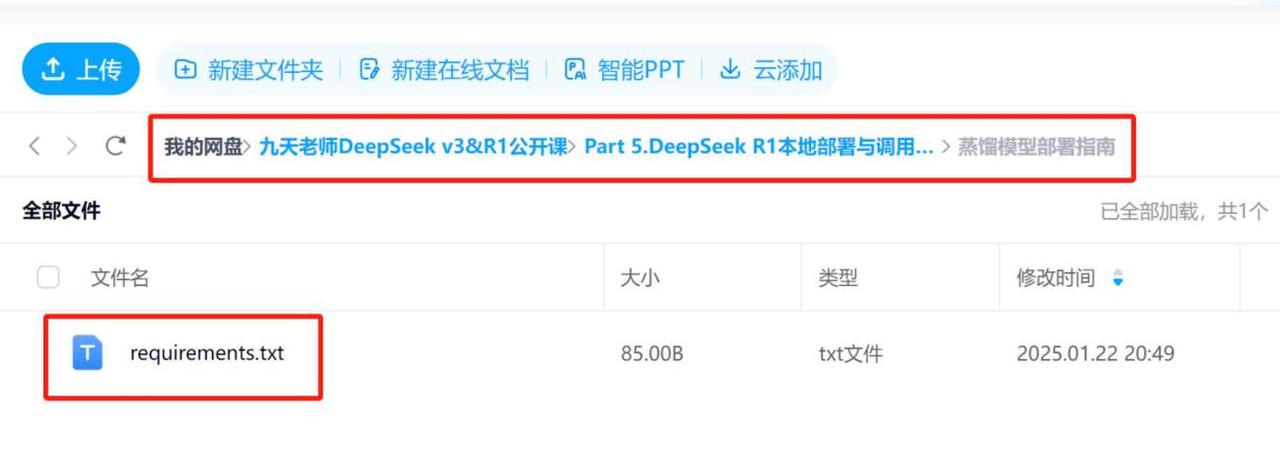 上传 新建文件夹 新建在线文档 智能PPT 云添加
我的网盘> 九天老师DeepSeek v3&R1公开课> Part 5.DeepSeek R1本地部署与调用... > 蒸馏模型部署指南
全部文件 已全部加载，共1个
文件名 大小 类型 修改时间
requirements.txt 85.00B txt文件 2025.01.22 20:49